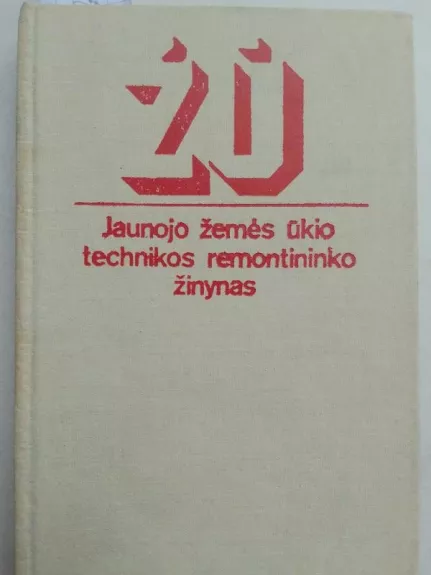 ŽŪ
Jaunojo žemės ūkio
technikos remontininko
žinynas